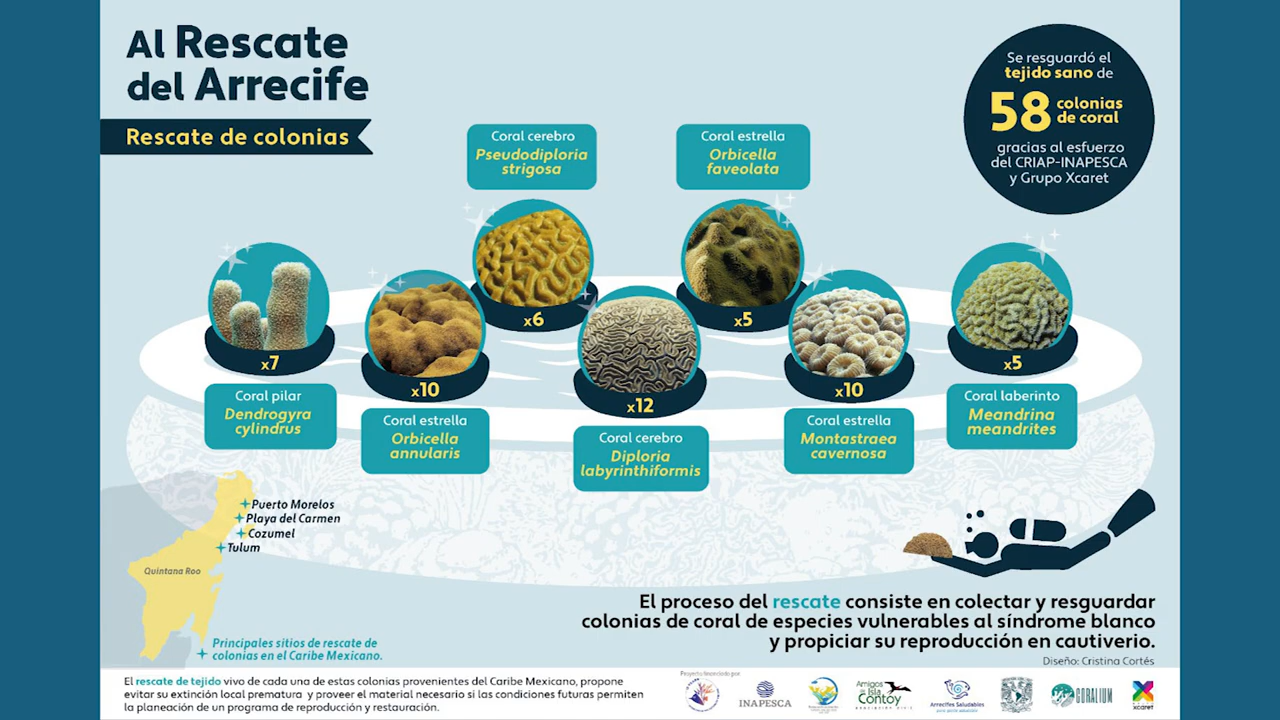 Al Rescate
del Arrecife
Rescate de colonias
Se resguardó el
tejido sano de
58 colonias
de coral
gracias al esfuerzo
del CRIAP-INAPESCA
y Grupo Xcaret
Coral cerebro
Pseudodiploria
strigosa
x6
Coral estrella
Orbicella
faveolata
x5
x7
Coral pilar
Dendrogyra
cylindrus
x10
Coral estrella
Orbicella
annularis
x12
Coral cerebro
Diploria
labyrinthiformis
x10
Coral estrella
Montastraea
cavernosa
x5
Coral laberinto
Meandrina
meandrites
Puerto Morelos
Playa del Carmen
Cozumel
Tulum
Quintana Roo
Principales sitios de rescate de
colonias en el Caribe Mexicano.
El proceso del rescate consiste en colectar y resguardar
colonias de coral de especies vulnerables al síndrome blanco
y propiciar su reproducción en cautiverio.
Diseño: Cristina Cortés
El rescate de tejido vivo de cada una de estas colonias provenientes del Caribe Mexicano, propone
evitar su extinción local prematura y proveer el material necesario si las condiciones futuras permiten
la planeación de un programa de reproducción y restauración.
Proyecto financiado por:
INAPESCA
Amigos
de Isla
Contoy
ASOCIACIÓN CIVIL
Arrecifes Saludables
CORALIUM
xcaret